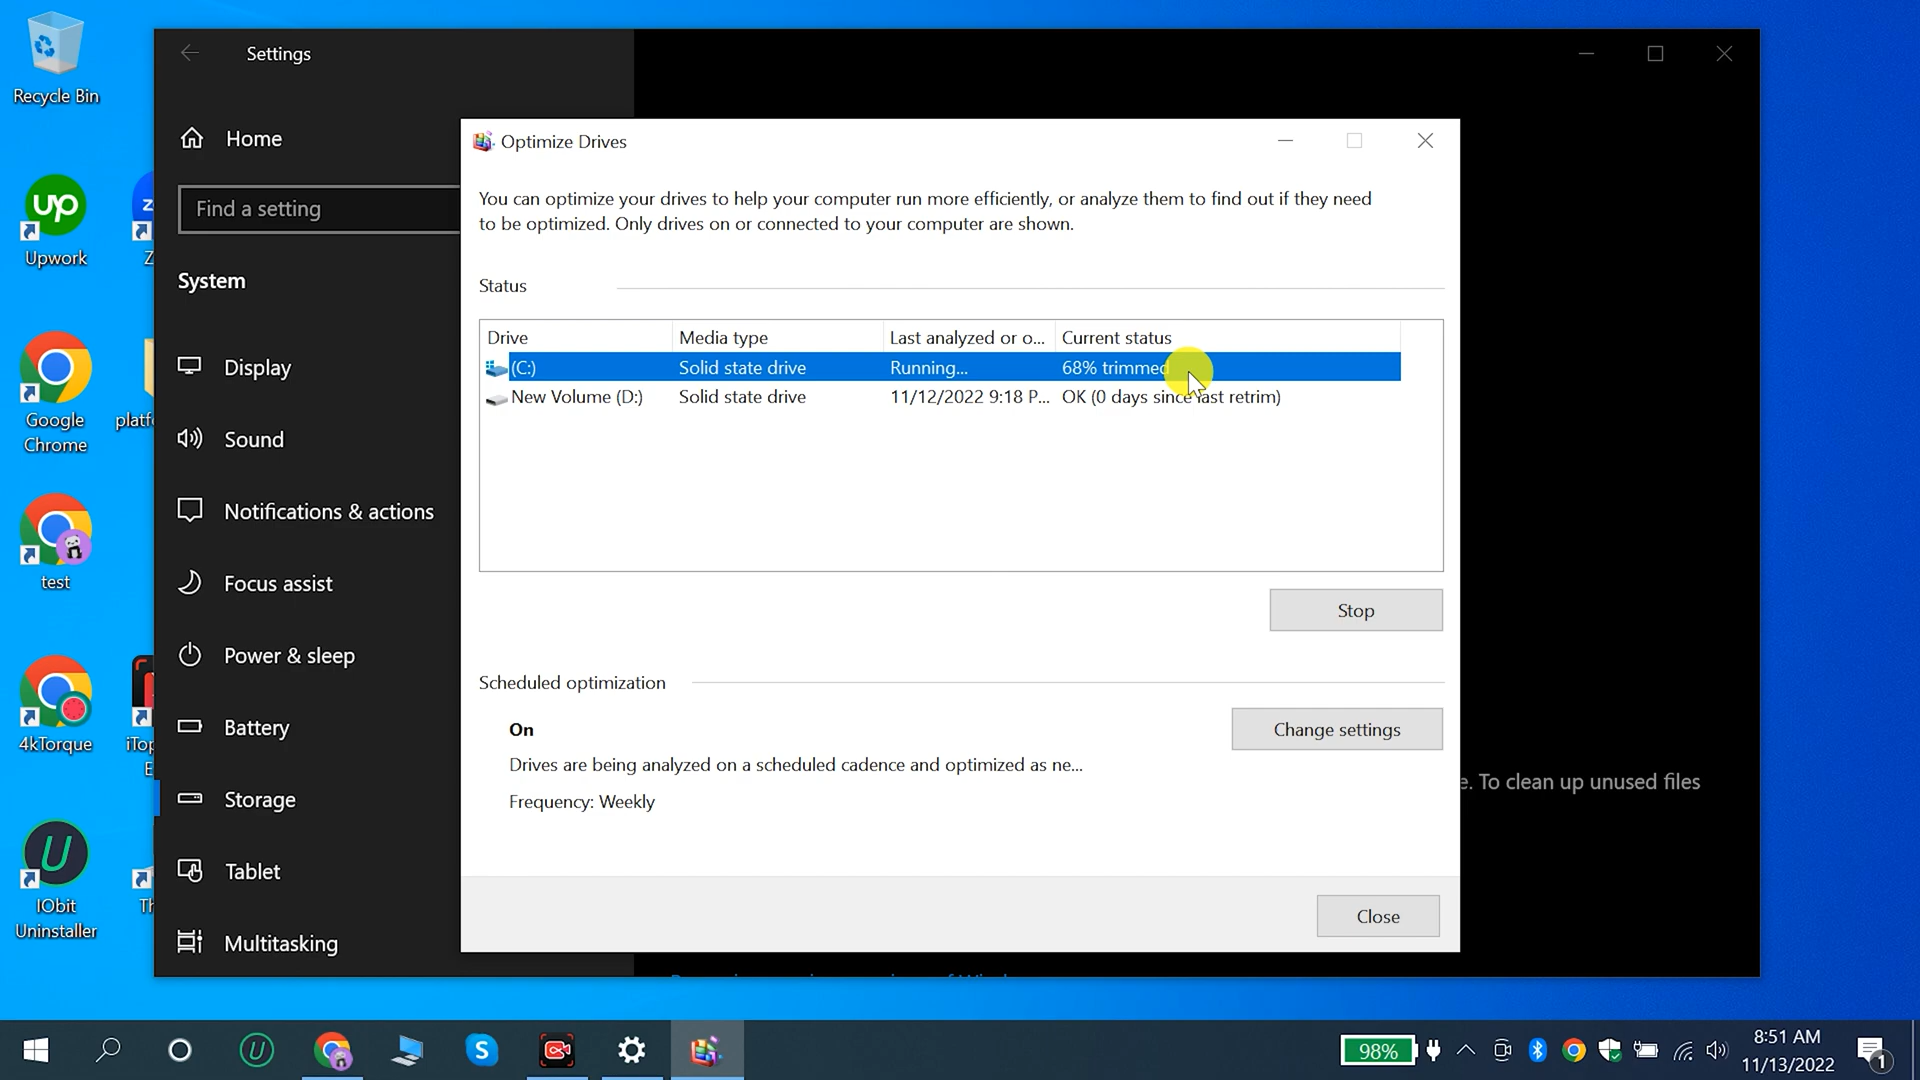 Recycle Bin
up
Upwork
Google
Chrome
platf
test
4kTorque
iTop
E
IObit
Uninstaller
Th
Settings
Home
Find a setting
System
Display
Sound
Notifications & actions
Focus assist
Power & sleep
Battery
Storage
Tablet
Multitasking
Optimize Drives
You can optimize your drives to help your computer run more efficiently, or analyze them to find out if they need
to be optimized. Only drives on or connected to your computer are shown.
Status
Drive Media type Last analyzed or o... Current status
(C:) Solid state drive Running... 68% trimmed
New Volume (D:) Solid state drive 11/12/2022 9:18 P... OK (0 days since last retrim)
Stop
Scheduled optimization
On
Change settings
Drives are being analyzed on a scheduled cadence and optimized as ne...
Frequency: Weekly
Close
e. To clean up unused files
98%
8:51 AM
11/13/2022
1